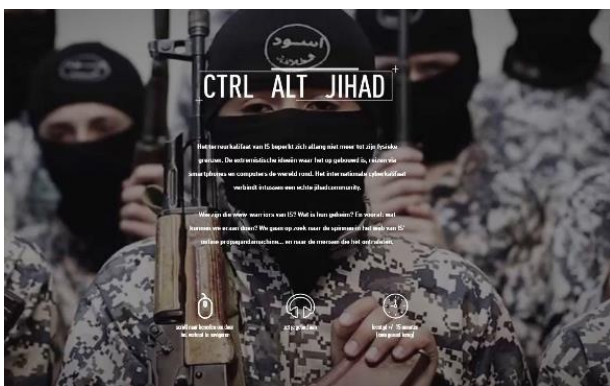 اسود
CTRL ALT JIHAD
Het terreurkalifaat van IS beperkt zich allang niet meer tot zijn fysieke
grenzen. De extremistische ideeën waar het op gebouwd is, reizen via
smartphones en computers de wereld rond. Het internationale cyberkalifaat
verbindt intussen een echte jihadcommunity.
Wie zijn die www-warriors van IS? Wat is hun geheim? En vooral: wat
kunnen we eraan doen? We gaan op zoek naar de spinnen in het web van IS'
online propagandamachine... en naar de mensen die het ontrafelen.